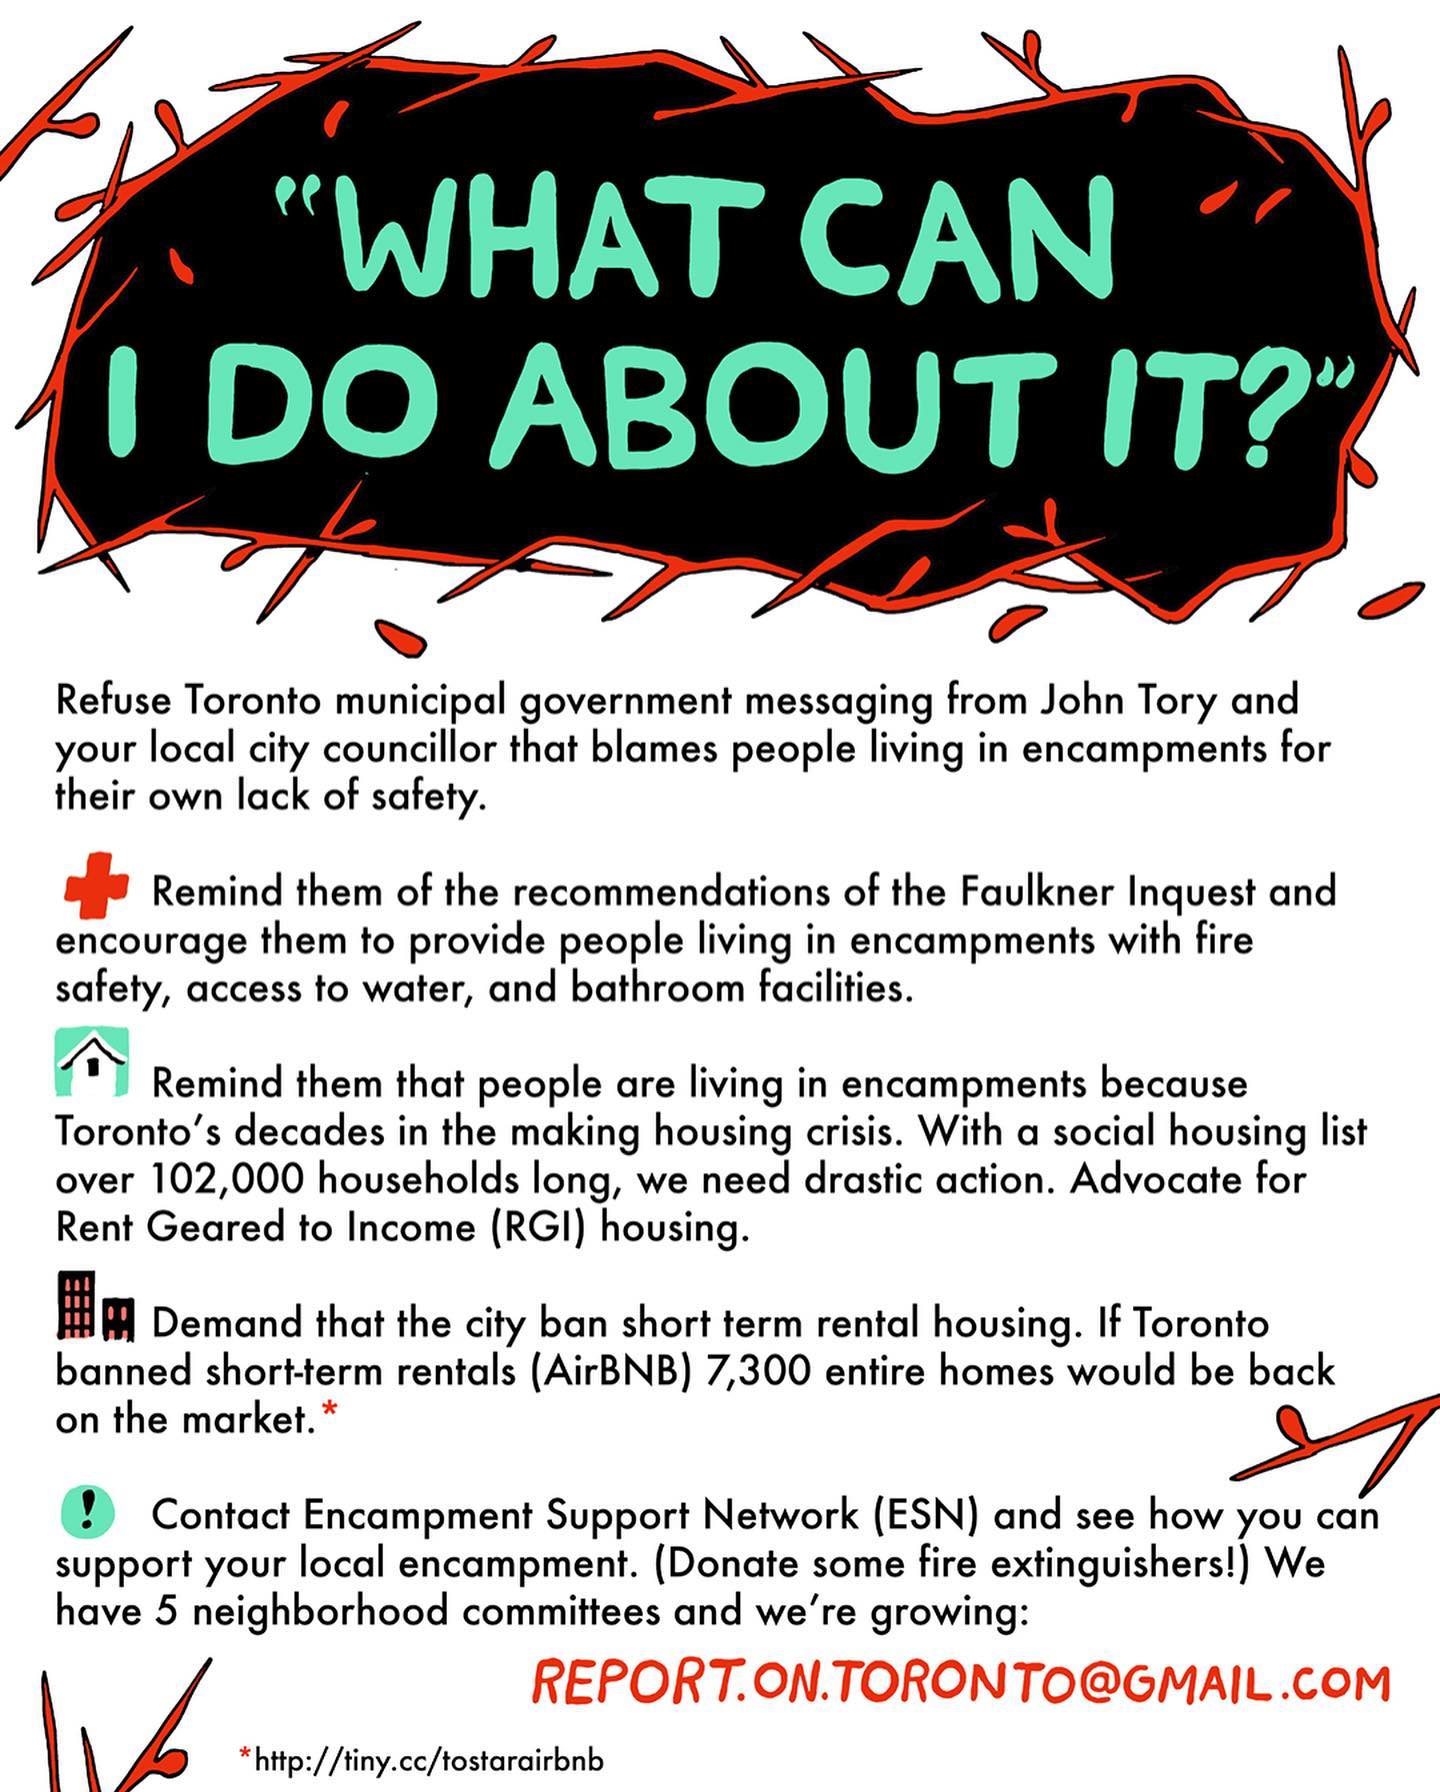 “WHAT CAN
I DO ABOUT IT?”
Refuse Toronto municipal government messaging from John Tory and
your local city councillor that blames people living in encampments for
their own lack of safety.
Remind them of the recommendations of the Faulkner Inquest and
encourage them to provide people living in encampments with fire
safety, access to water, and bathroom facilities.
Remind them that people are living in encampments because
Toronto’s decades in the making housing crisis. With a social housing list
over 102,000 households long, we need drastic action. Advocate for
Rent Geared to Income (RGI) housing.
Demand that the city ban short term rental housing. If Toronto
banned short-term rentals (AirBNB) 7,300 entire homes would be back
on the market.*
! Contact Encampment Support Network (ESN) and see how you can
support your local encampment. (Donate some fire extinguishers!) We
have 5 neighborhood committees and we’re growing:
REPORT.ON.TORONTO@GMAIL.COM
*http://tiny.cc/tostarairbnb